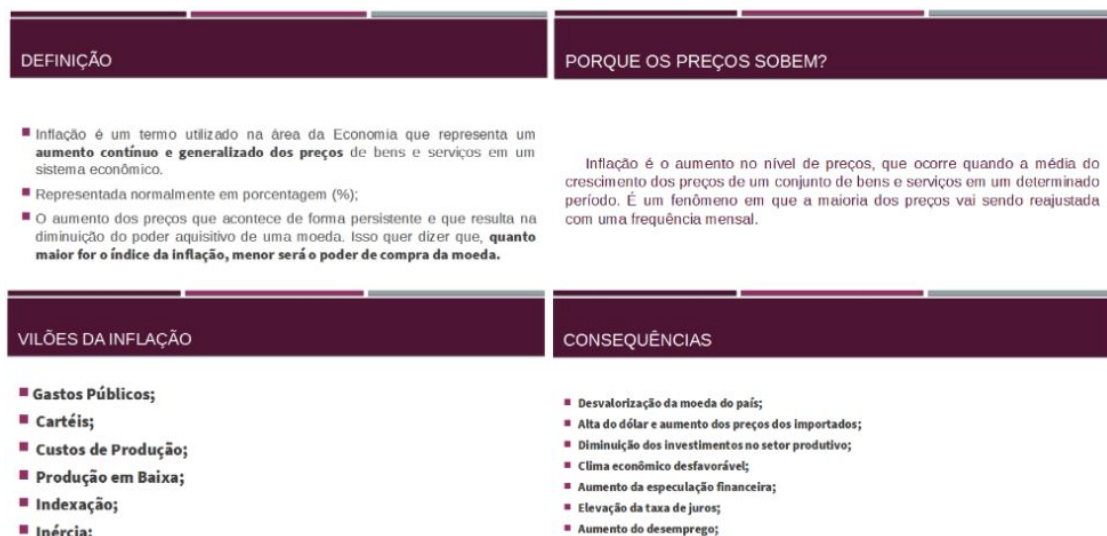 DEFINIÇÃO
Inflação é um termo utilizado na área da Economia que representa um
aumento contínuo e generalizado dos preços de bens e serviços em um
sistema econômico.
Representada normalmente em porcentagem (%);
O aumento dos preços que acontece de forma persistente e que resulta na
diminuição do poder aquisitivo de uma moeda. Isso quer dizer que, quanto
maior for o índice da inflação, menor será o poder de compra da moeda.
PORQUE OS PREÇOS SOBEM?
Inflação é o aumento no nível de preços, que ocorre quando a média do
crescimento dos preços de um conjunto de bens e serviços em um determinado
período. É um fenômeno em que a maioria dos preços vai sendo reajustada
com uma frequência mensal.
VILÕES DA INFLAÇÃO
Gastos Públicos;
Cartéis;
Custos de Produção;
Produção em Baixa;
Indexação;
Inércia;
CONSEQUÊNCIAS
Desvalorização da moeda do país;
Alta do dólar e aumento dos preços dos importados;
Diminuição dos investimentos no setor produtivo;
Clima econômico desfavorável;
Aumento da especulação financeira;
Elevação da taxa de juros;
Aumento do desemprego;